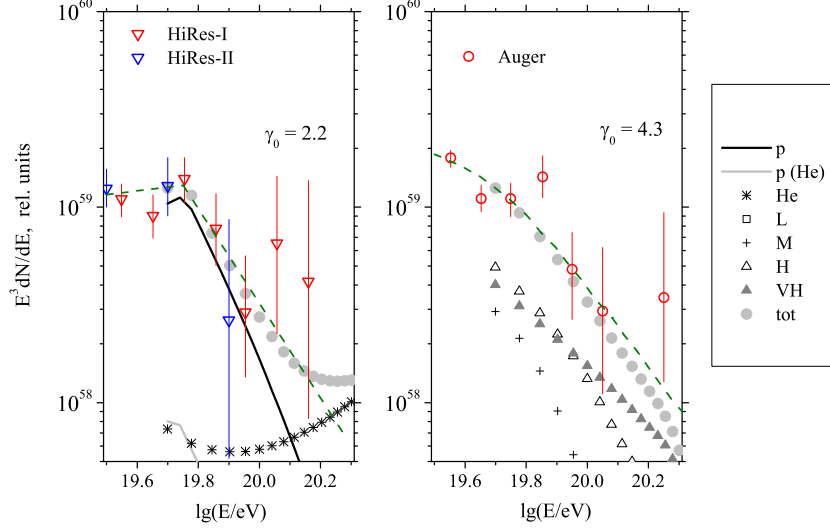 10^60
10^59
10^58
E^3 dN/dE, rel. units
HiRes-I
HiRes-II
γ_0 = 2.2
19.6 19.8 20.0 20.2
lg(E/eV)
10^60
10^59
10^58
Auger
γ_0 = 4.3
19.6 19.8 20.0 20.2
lg(E/eV)
p
p (He)
He
L
M
H
VH
tot